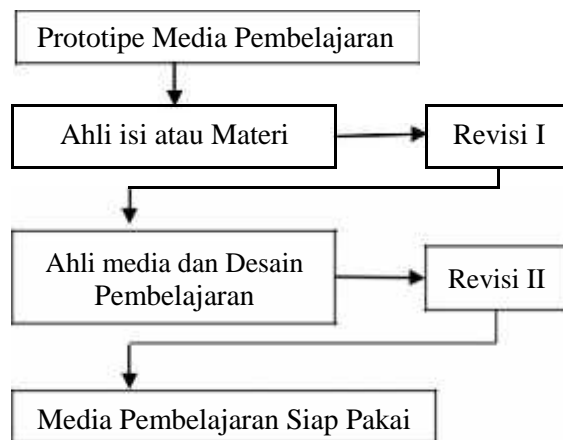 Prototipe Media Pembelajaran
Ahli isi atau Materi
Revisi I
Ahli media dan Desain
Pembelajaran
Revisi II
Media Pembelajaran Siap Pakai